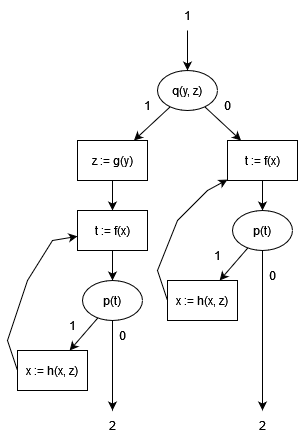 1
q(y, z)
1 0
z := g(y) t := f(x)
t := f(x) p(t)
1 0
p(t) x := h(x, z)
1 0
x := h(x, z)
2 2